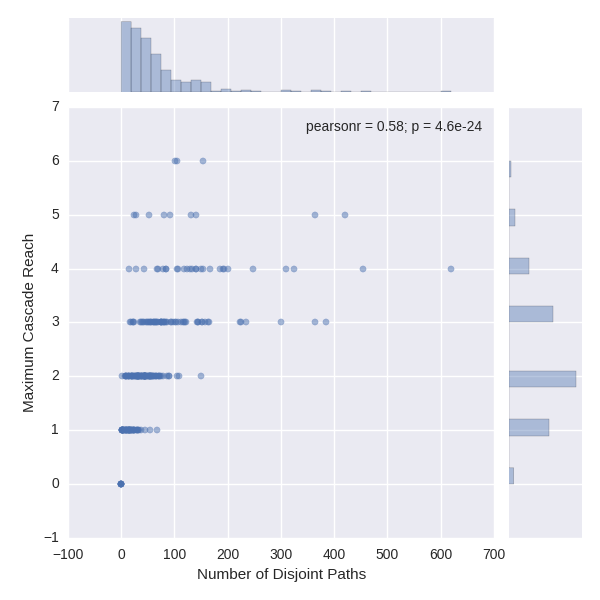 7
pearsonr = 0.58; p = 4.6e-24
6
5
4
3
2
1
0
−1
Maximum Cascade Reach
−100 0 100 200 300 400 500 600 700
Number of Disjoint Paths